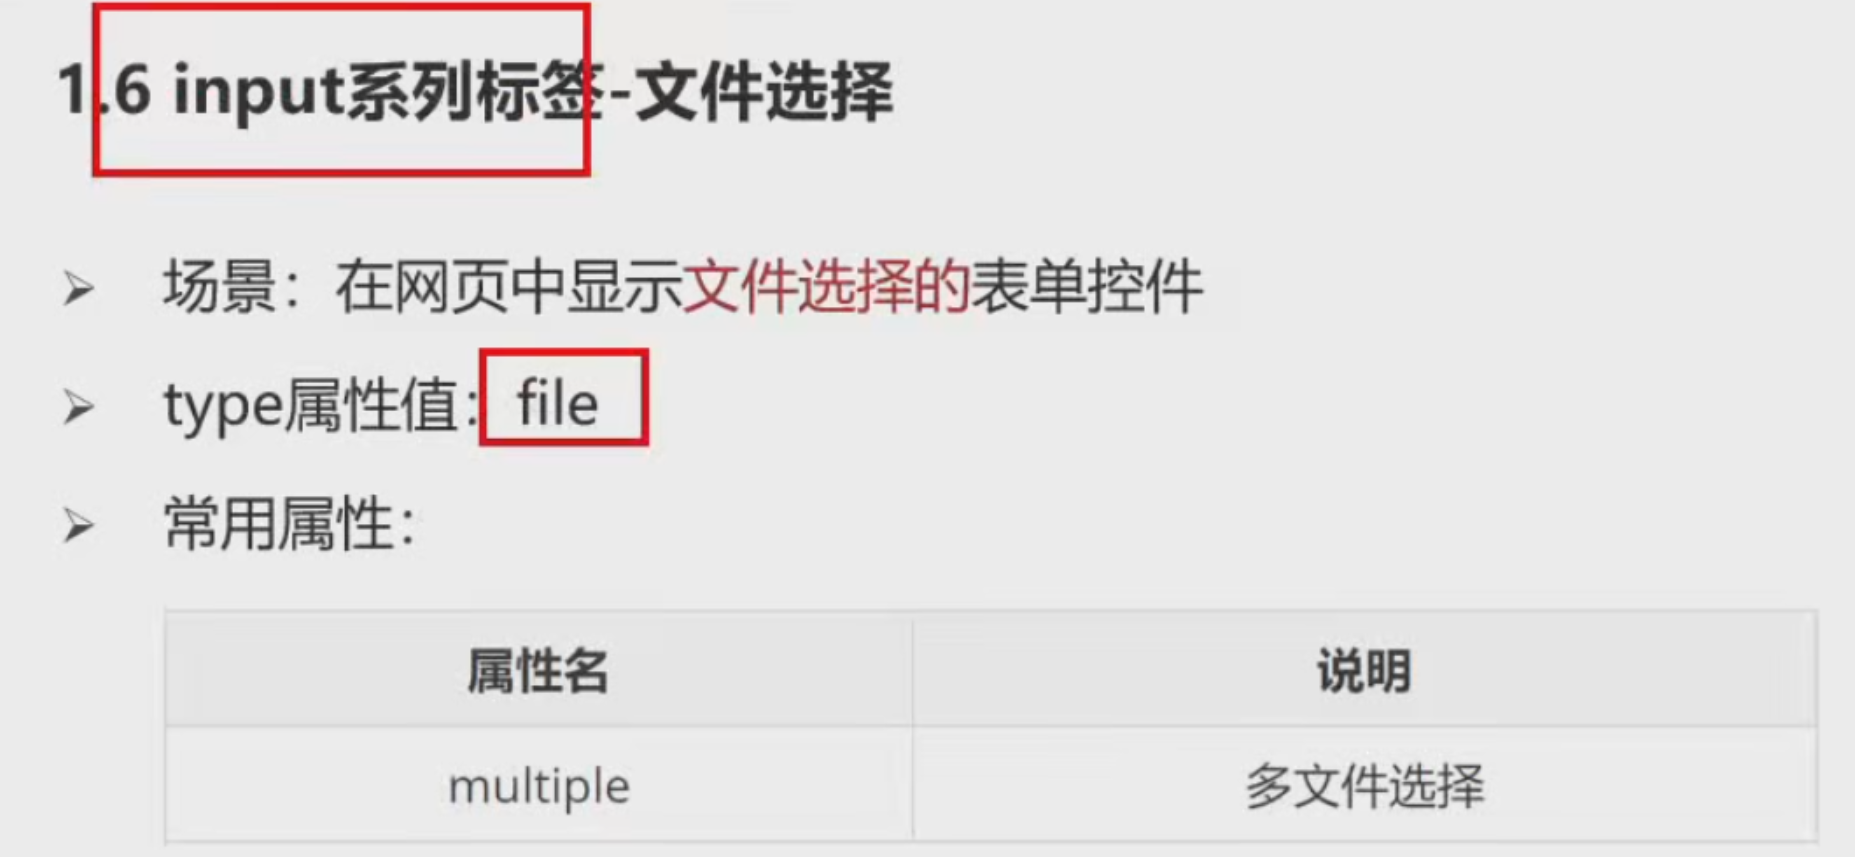 1.6 input系列标签-文件选择
场景：在网页中显示文件选择的表单控件
type属性值：file
常用属性：
属性名 说明
multiple 多文件选择